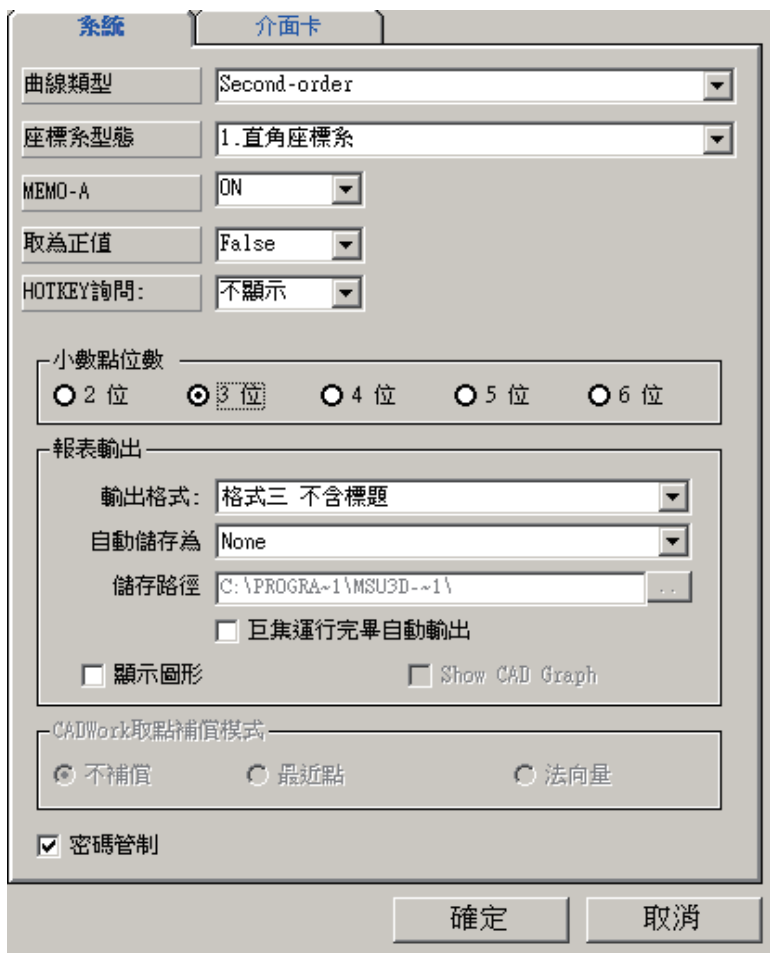 系統 介面卡
曲線類型 Second-order
座標系型態 1.直角座標系
MEMO-A ON
取為正值 False
HOTKEY詢問: 不顯示
小數點位數
2 位 3 位 4 位 5 位 6 位
報表輸出
輸出格式: 格式三 不含標題
自動儲存為 None
儲存路徑 C:\PROGRA~1\MSU3D-~1\ ..
巨集運行完畢自動輸出
顯示圖形 Show CAD Graph
CADWork取點補償模式
不補償 最近點 法向量
密碼管制
確定 取消